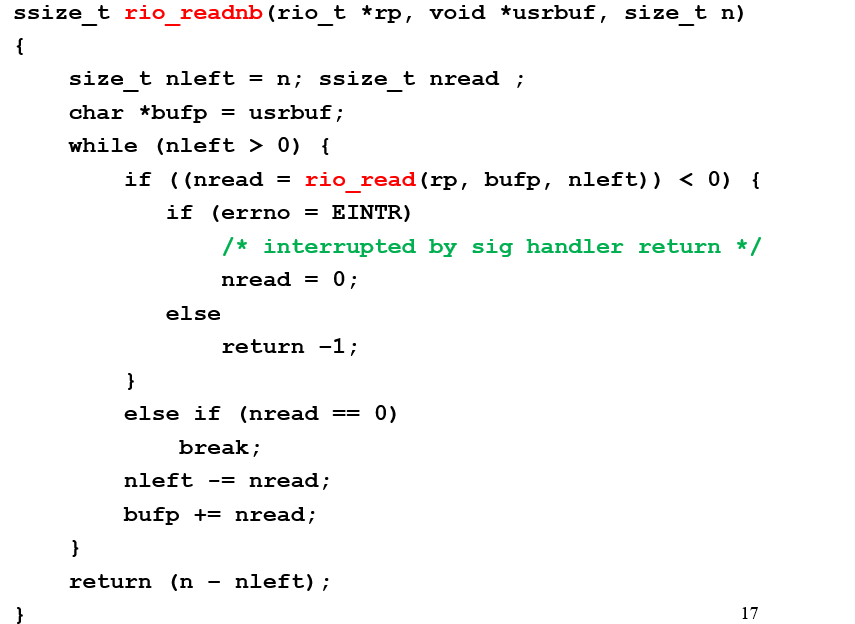 ssize_t rio_readnb(rio_t *rp, void *usrbuf, size_t n)
{
    size_t nleft = n; ssize_t nread ;
    char *bufp = usrbuf;
    while (nleft > 0) {
        if ((nread = rio_read(rp, bufp, nleft)) < 0) {
           if (errno = EINTR)
               /* interrupted by sig handler return */
               nread = 0;
           else
               return –1;
        }
        else if (nread == 0)
            break;
        nleft -= nread;
        bufp += nread;
    }
    return (n – nleft);
}
17